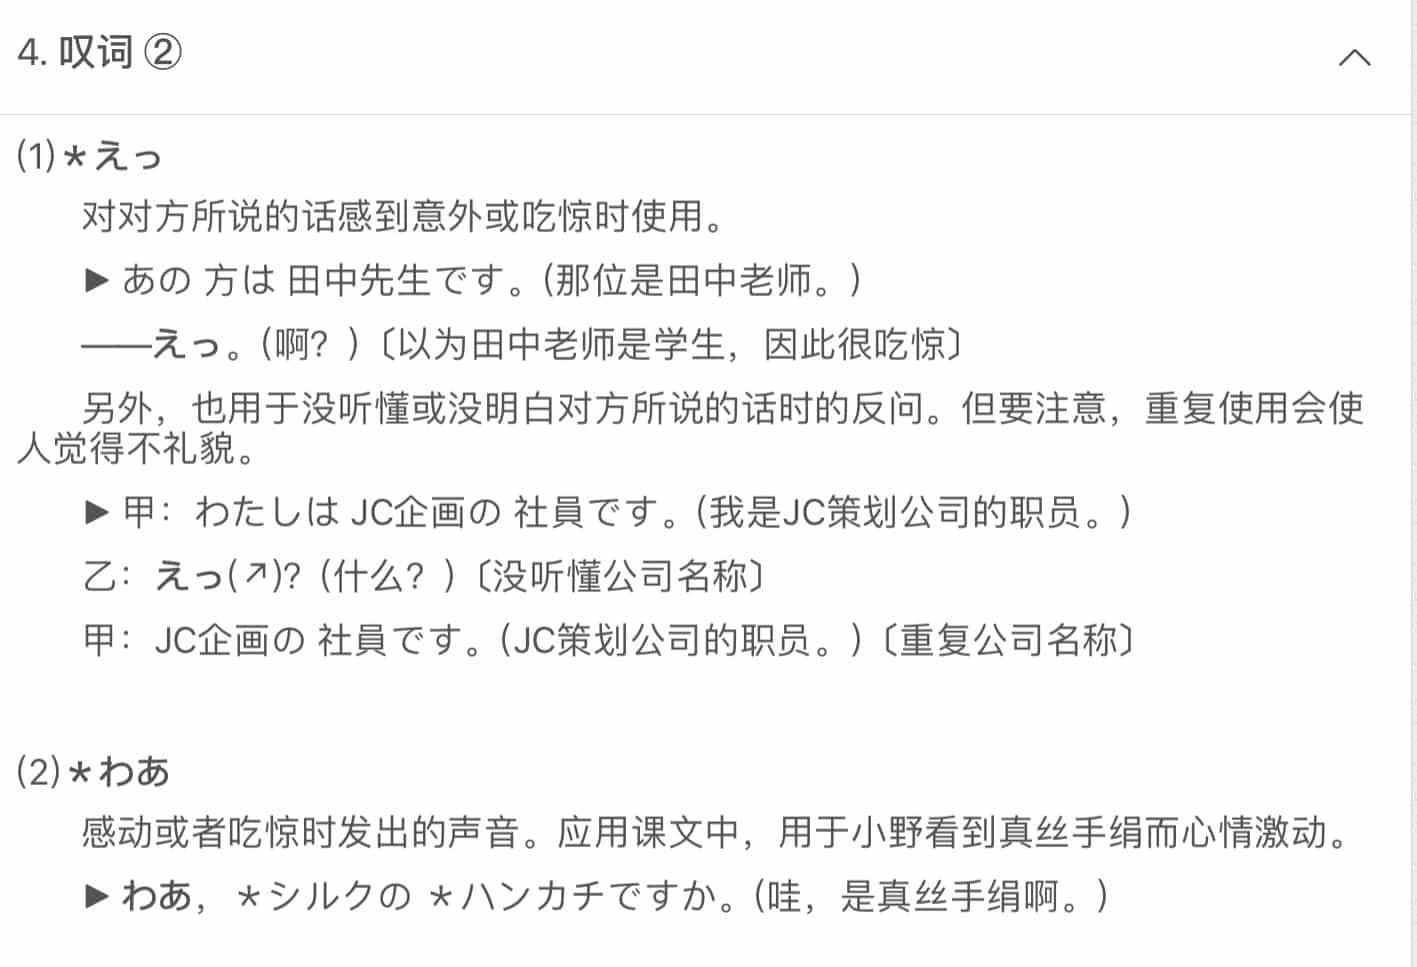 4. 叹词 ②
(1)＊えっ
对对方所说的话感到意外或吃惊时使用。
▶ あの 方は 田中先生です。(那位是田中老师。)
——えっ。(啊？)〔以为田中老师是学生，因此很吃惊〕
另外，也用于没听懂或没明白对方所说的话时的反问。但要注意，重复使用会使
人觉得不礼貌。
▶ 甲：わたしは JC企画の 社員です。(我是JC策划公司的职员。)
乙：えっ(↗)？(什么？)〔没听懂公司名称〕
甲：JC企画の 社員です。(JC策划公司的职员。)〔重复公司名称〕
(2)＊わあ
感动或者吃惊时发出的声音。应用课文中，用于小野看到真丝手绢而心情激动。
▶ わあ，＊シルクの ＊ハンカチですか。(哇，是真丝手绢啊。)